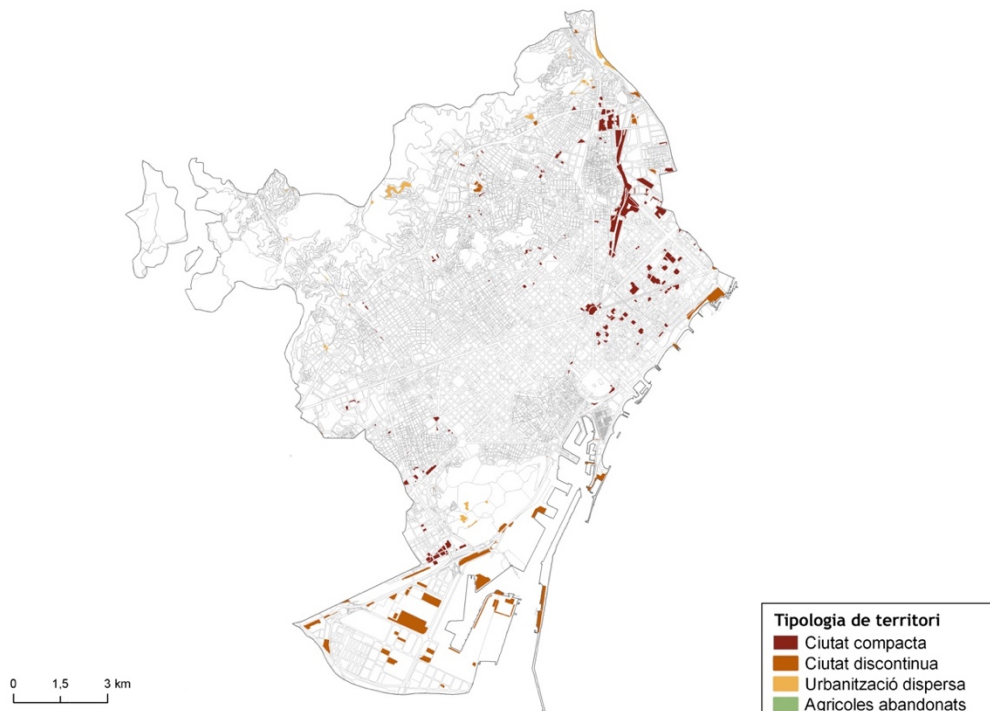 Tipologia de territori
Ciutat compacta
Ciutat discontinua
Urbanització dispersa
Agricoles abandonats
0 1,5 3 km